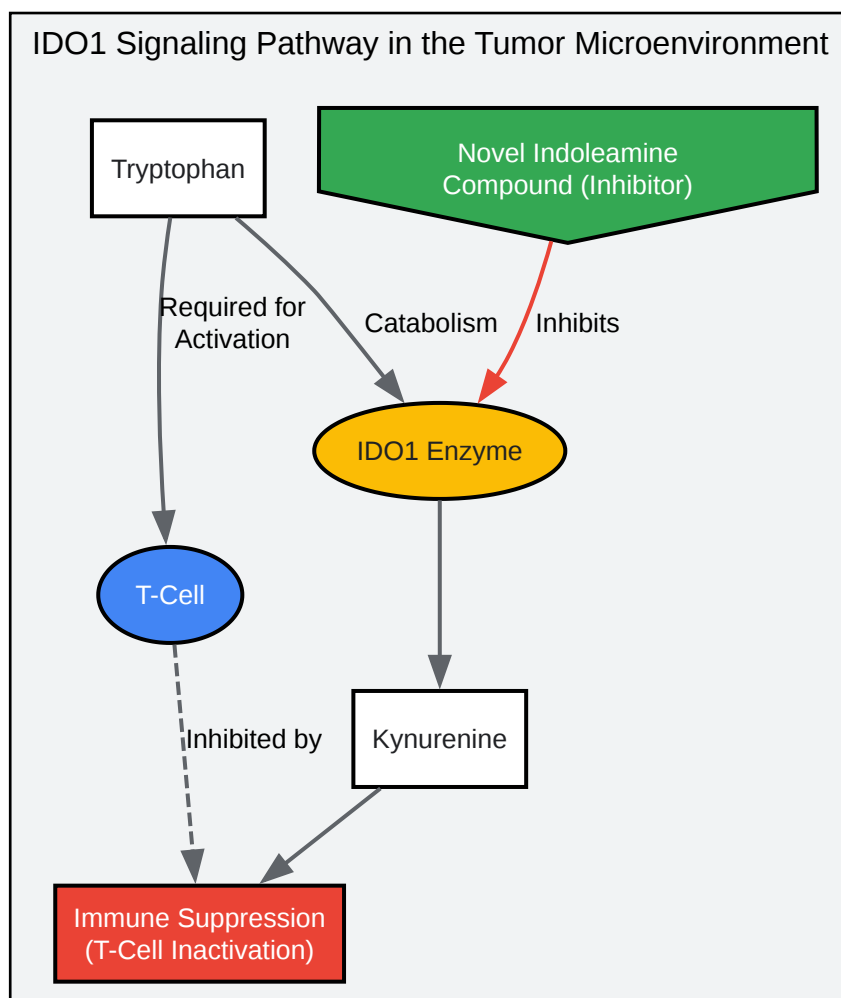 IDO1 Signaling Pathway in the Tumor Microenvironment
Tryptophan
Novel Indoleamine
Compound (Inhibitor)
Required for
Activation
Catabolism
Inhibits
IDO1 Enzyme
T-Cell
Inhibited by
Kynurenine
Immune Suppression
(T-Cell Inactivation)